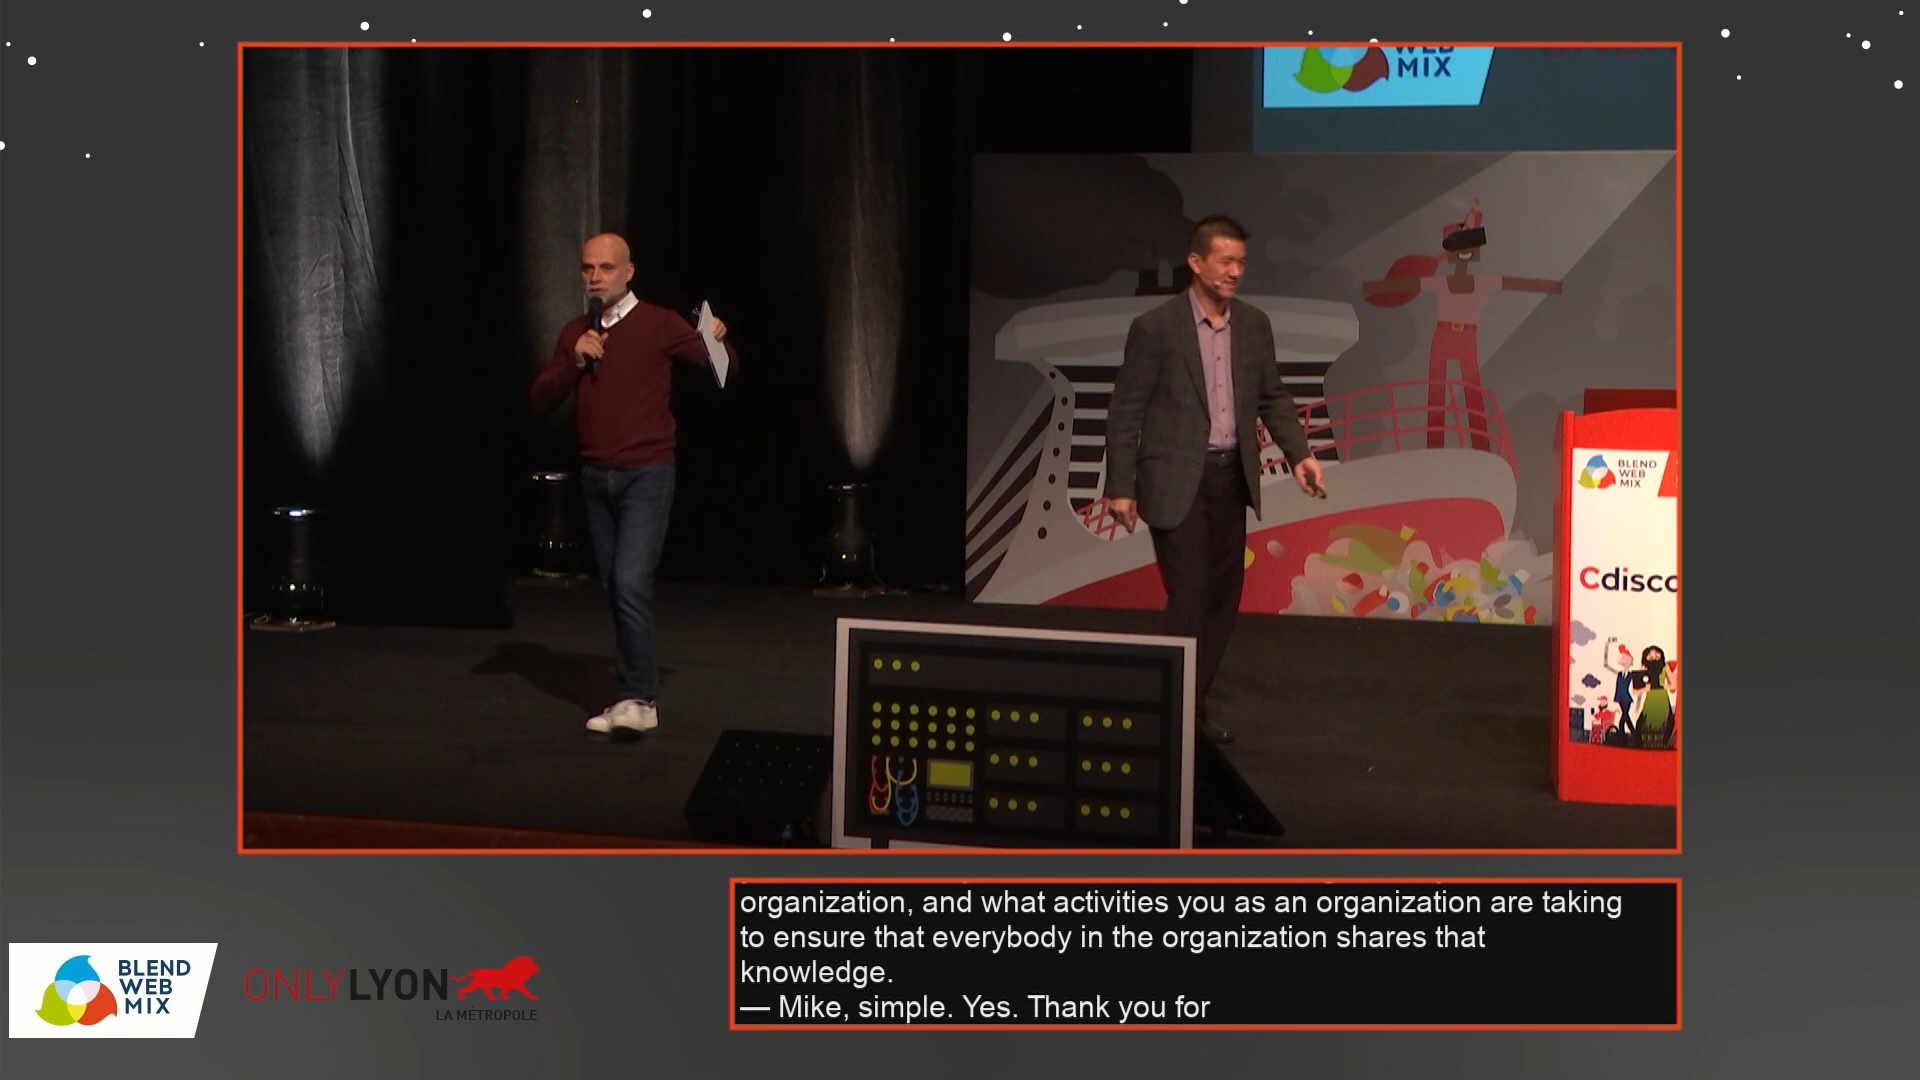 WEB
MIX
BLEND
WEB
MIX
Cdisco
organization, and what activities you as an organization are taking
to ensure that everybody in the organization shares that
knowledge.
— Mike, simple. Yes. Thank you for
BLEND
WEB
MIX
ONLYLYON
LA MÉTROPOLE